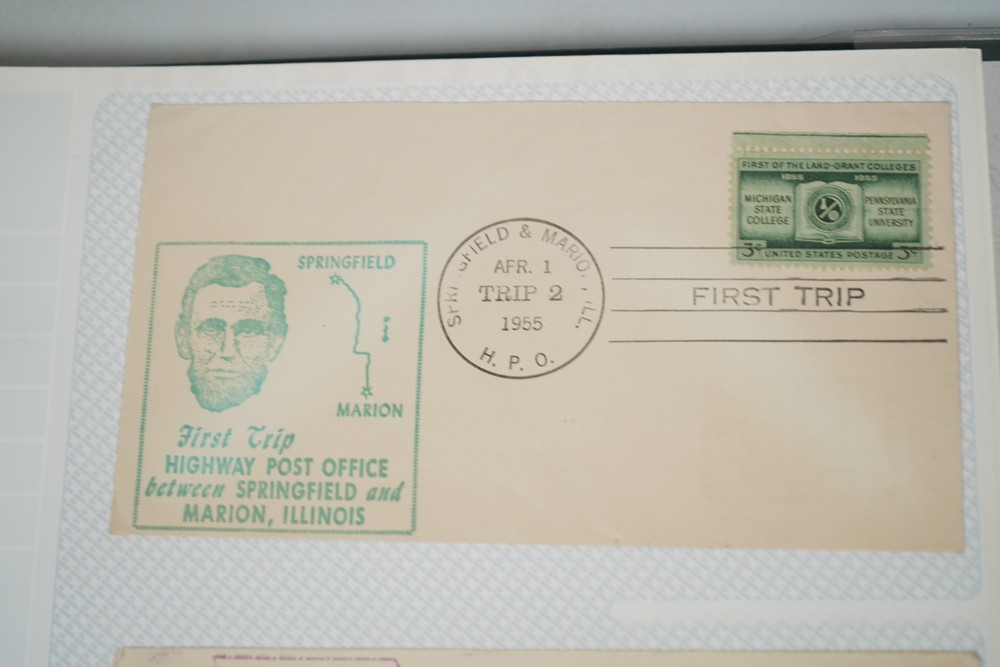 FIRST OF THE LAND-GRANT COLLEGES
1855 1955
MICHIGAN STATE COLLEGE
PENNSYLVANIA STATE UNIVERSITY
3¢ UNITED STATES POSTAGE 3¢
& MARIO ILL.
APR. 1
TRIP 2
1955
H. P. O.
FIRST TRIP
SPRINGFIELD
MARION
First Trip
HIGHWAY POST OFFICE
between SPRINGFIELD and
MARION, ILLINOIS